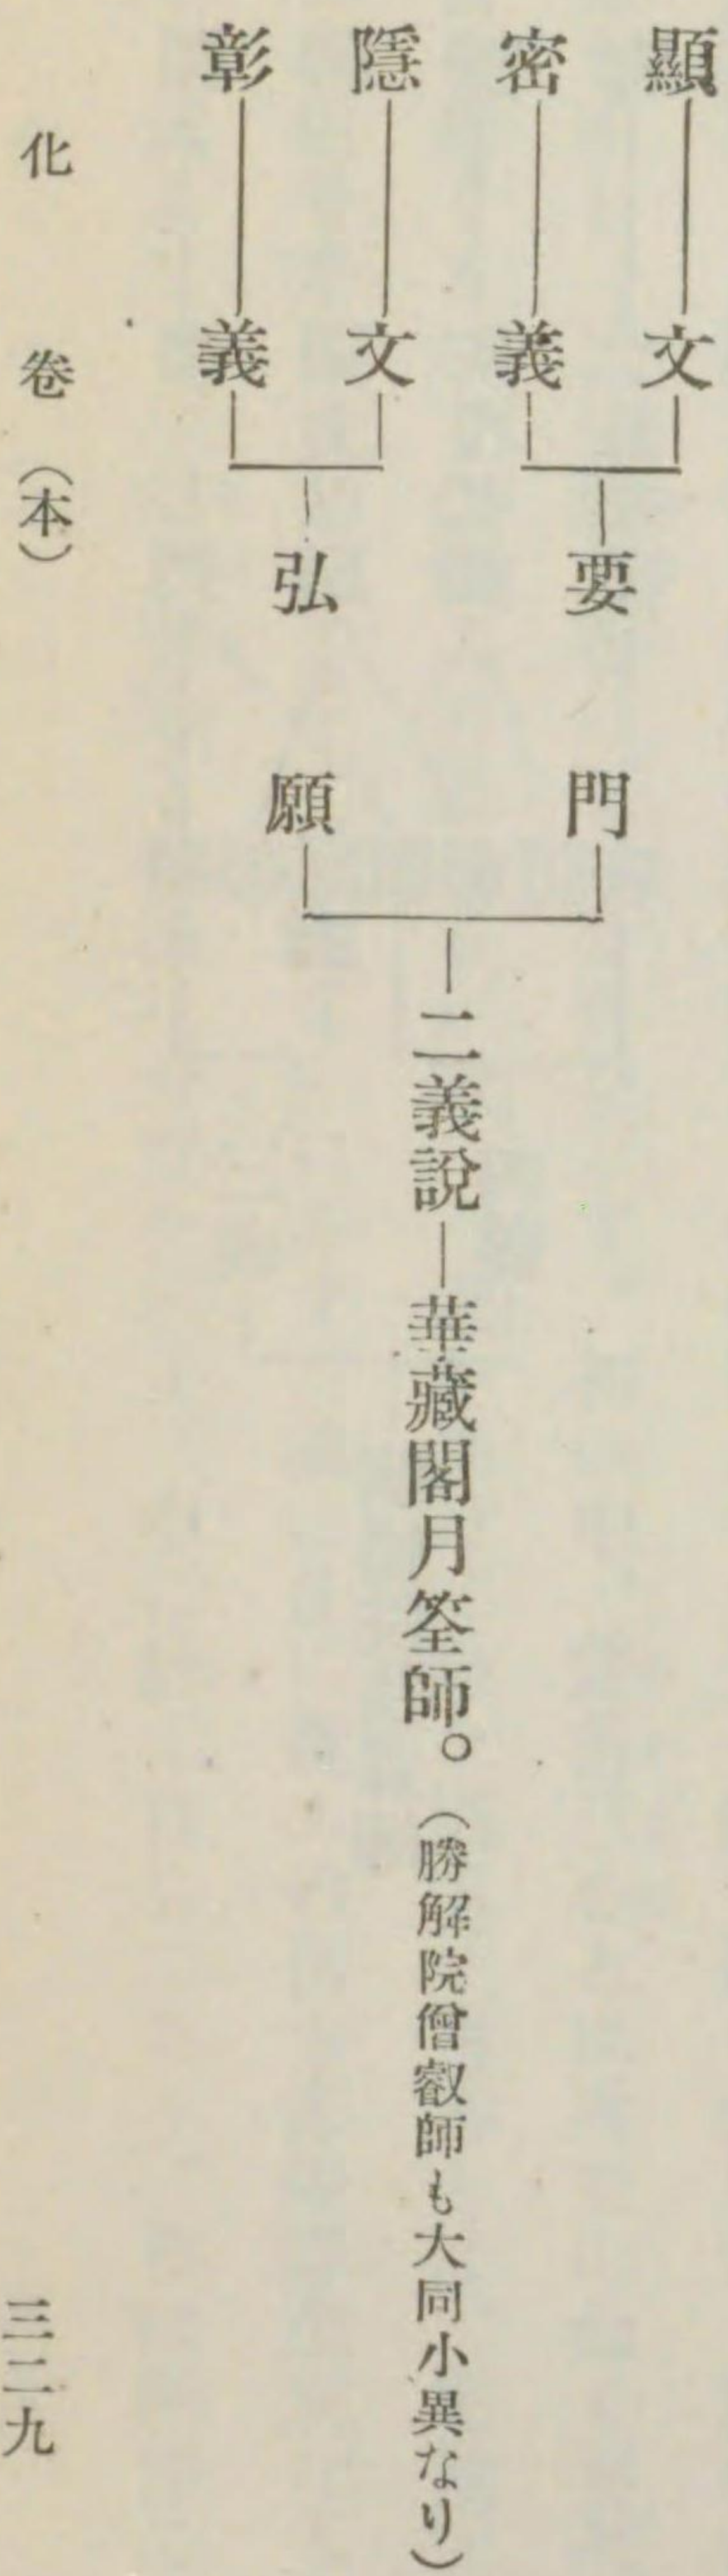 顯―文
密―義
要門
隱―文
彰―義
弘願
二義說―華藏閣月筌師。(勝解院僧叡師も大同小異なり)
化卷(本)
三二九